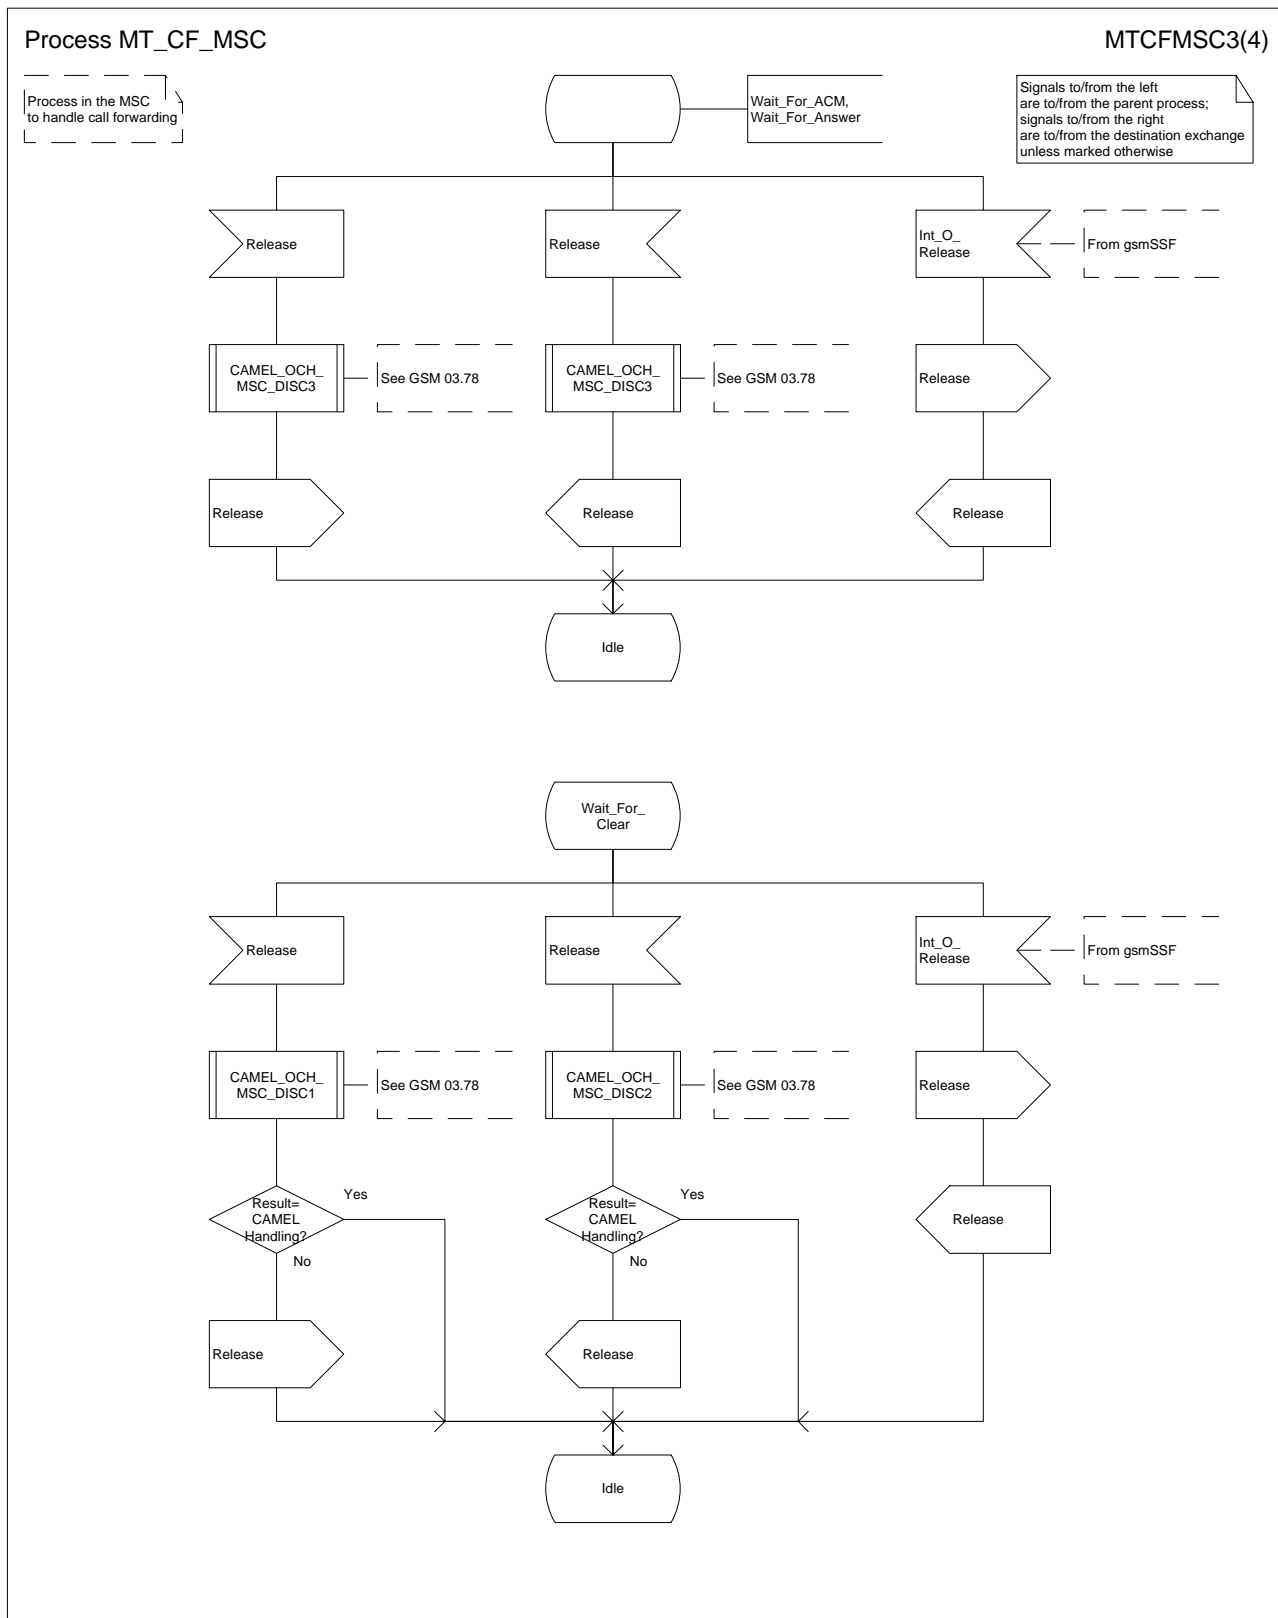 Process MT_CF_MSC
MTCFMSC3(4)
Process in the MSC
to handle call forwarding
Wait_For_ACM,
Wait_For_Answer
Signals to/from the left
are to/from the parent process;
signals to/from the right
are to/from the destination exchange
unless marked otherwise
Release
Release
Int_O_
Release
From gsmSSF
CAMEL_OCH_
MSC_DISC3
See GSM 03.78
CAMEL_OCH_
MSC_DISC3
See GSM 03.78
Release
Release
Release
Release
Idle
Wait_For_
Clear
Release
Release
Int_O_
Release
From gsmSSF
CAMEL_OCH_
MSC_DISC1
See GSM 03.78
CAMEL_OCH_
MSC_DISC2
See GSM 03.78
Release
Result=
CAMEL
Handling?
Yes
No
Result=
CAMEL
Handling?
Yes
No
Release
Release
Release
Idle